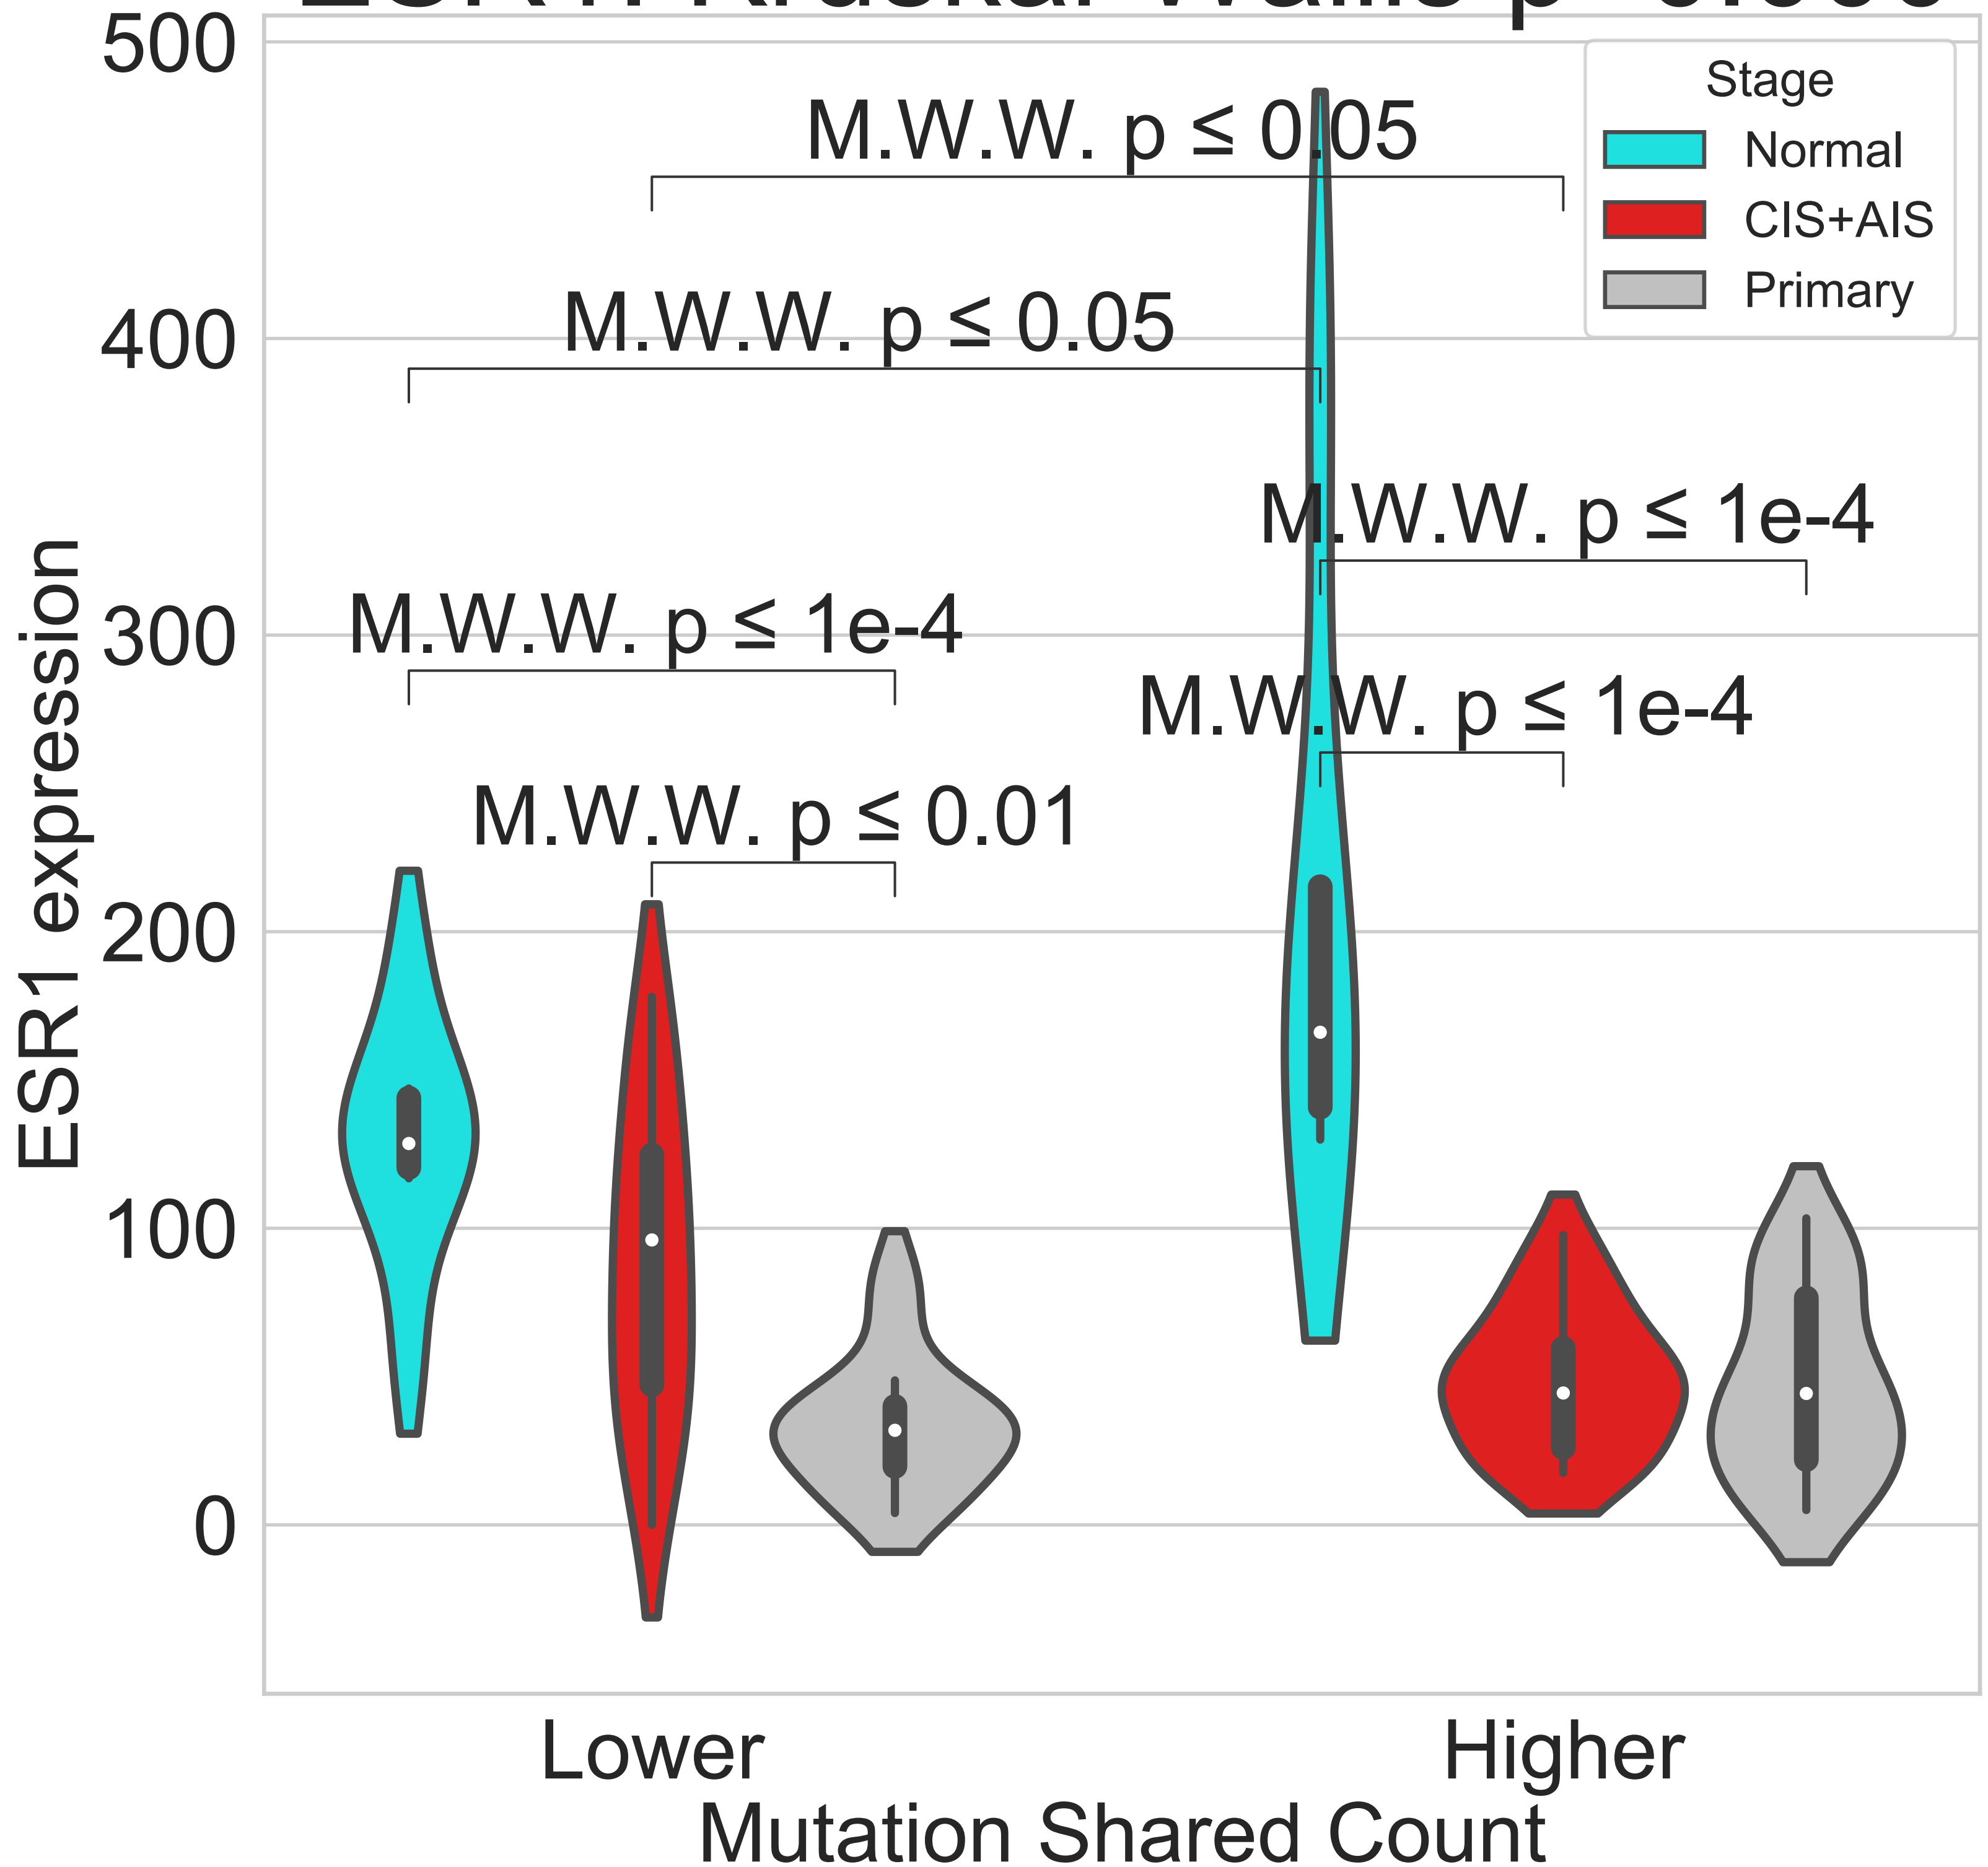 500
Stage
Normal
CIS+AIS
Primary
M.W.W. p ≤ 0.05
400
M.W.W. p ≤ 0.05
M.W.W. p ≤ 1e-4
300
M.W.W. p ≤ 1e-4
M.W.W. p ≤ 1e-4
M.W.W. p ≤ 0.01
200
100
0
ESR1 expression
Lower
Higher
Mutation Shared Count